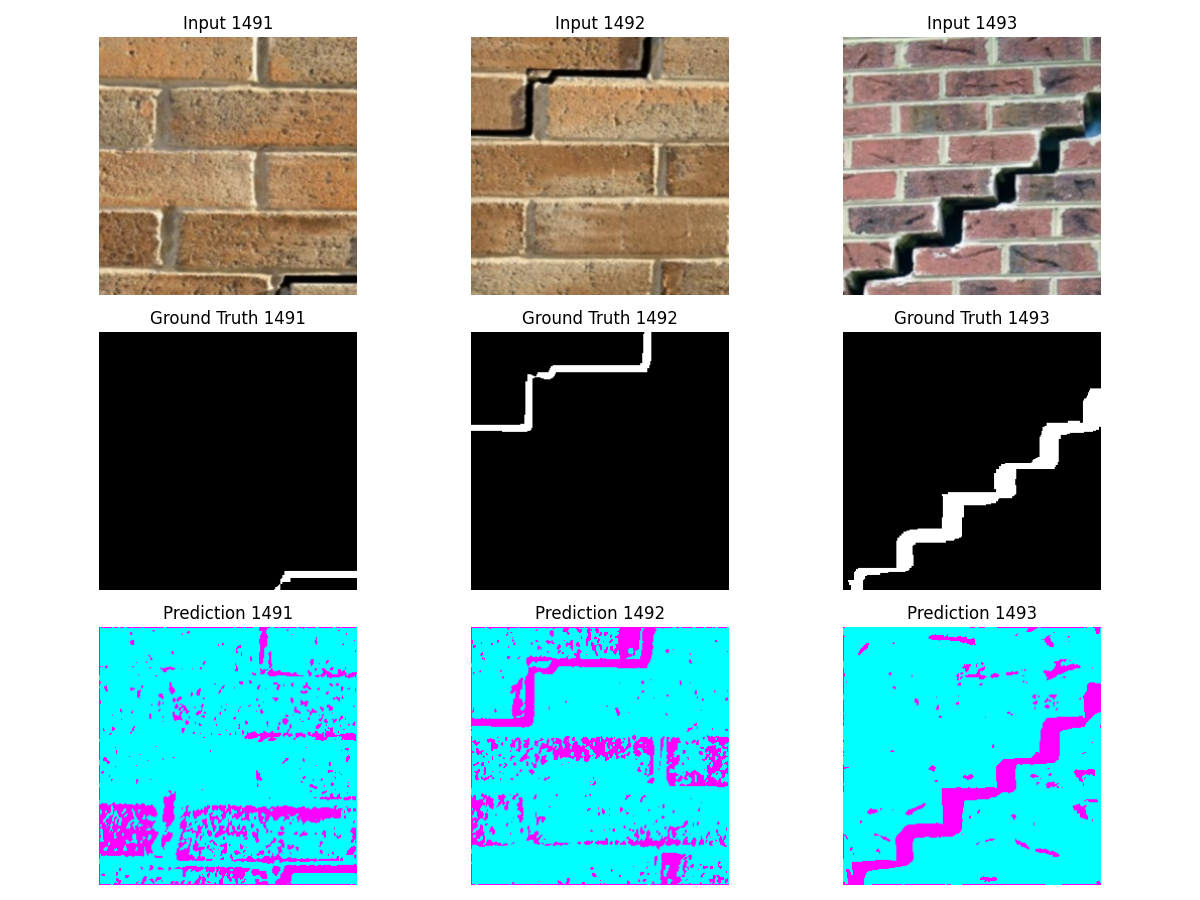 Input 1491
Input 1492
Input 1493
Ground Truth 1491
Ground Truth 1492
Ground Truth 1493
Prediction 1491
Prediction 1492
Prediction 1493